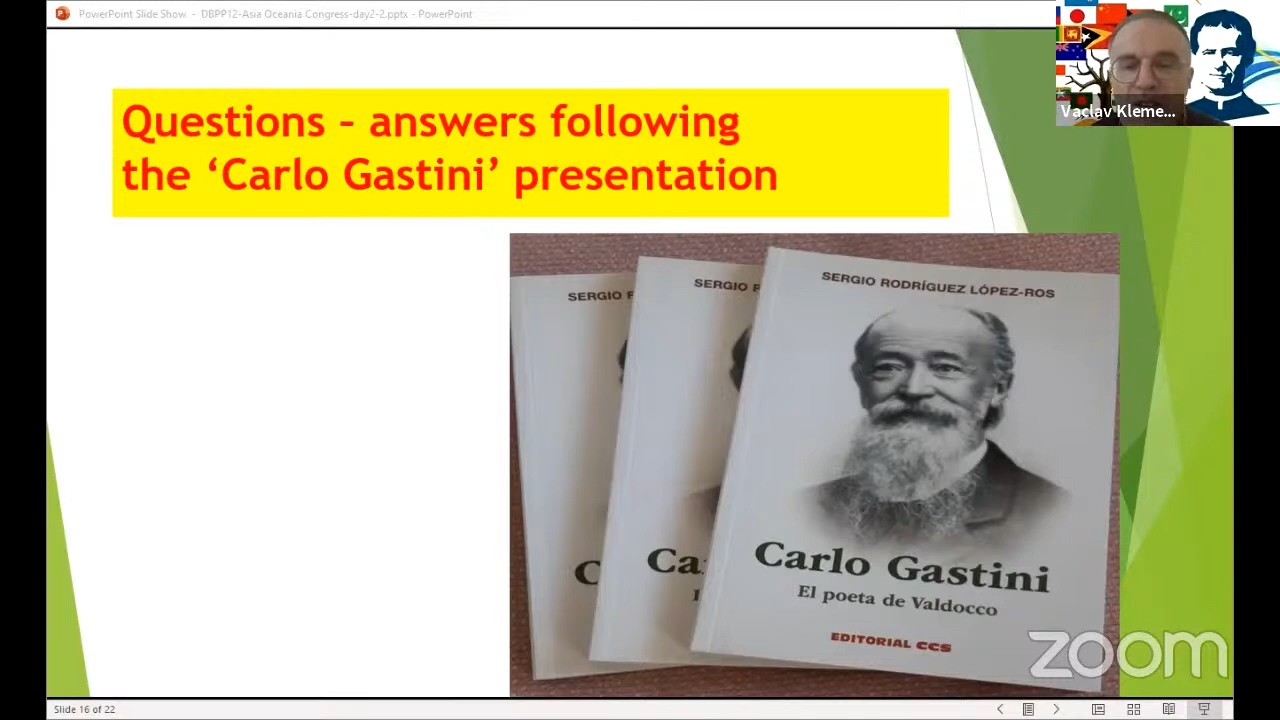 PowerPoint Slide Show - DBPP12-Asia Oceania Congress-day2-2.pptx - PowerPoint
Vaclav Kleme...
Questions – answers following
the ‘Carlo Gastini’ presentation
SERGIO R
SERGIO RO
SERGIO RODRÍGUEZ LÓPEZ-ROS
C
Ca
Carlo Gastini
El poeta de Valdocco
EDITORIAL CCS
zoom
Slide 16 of 22